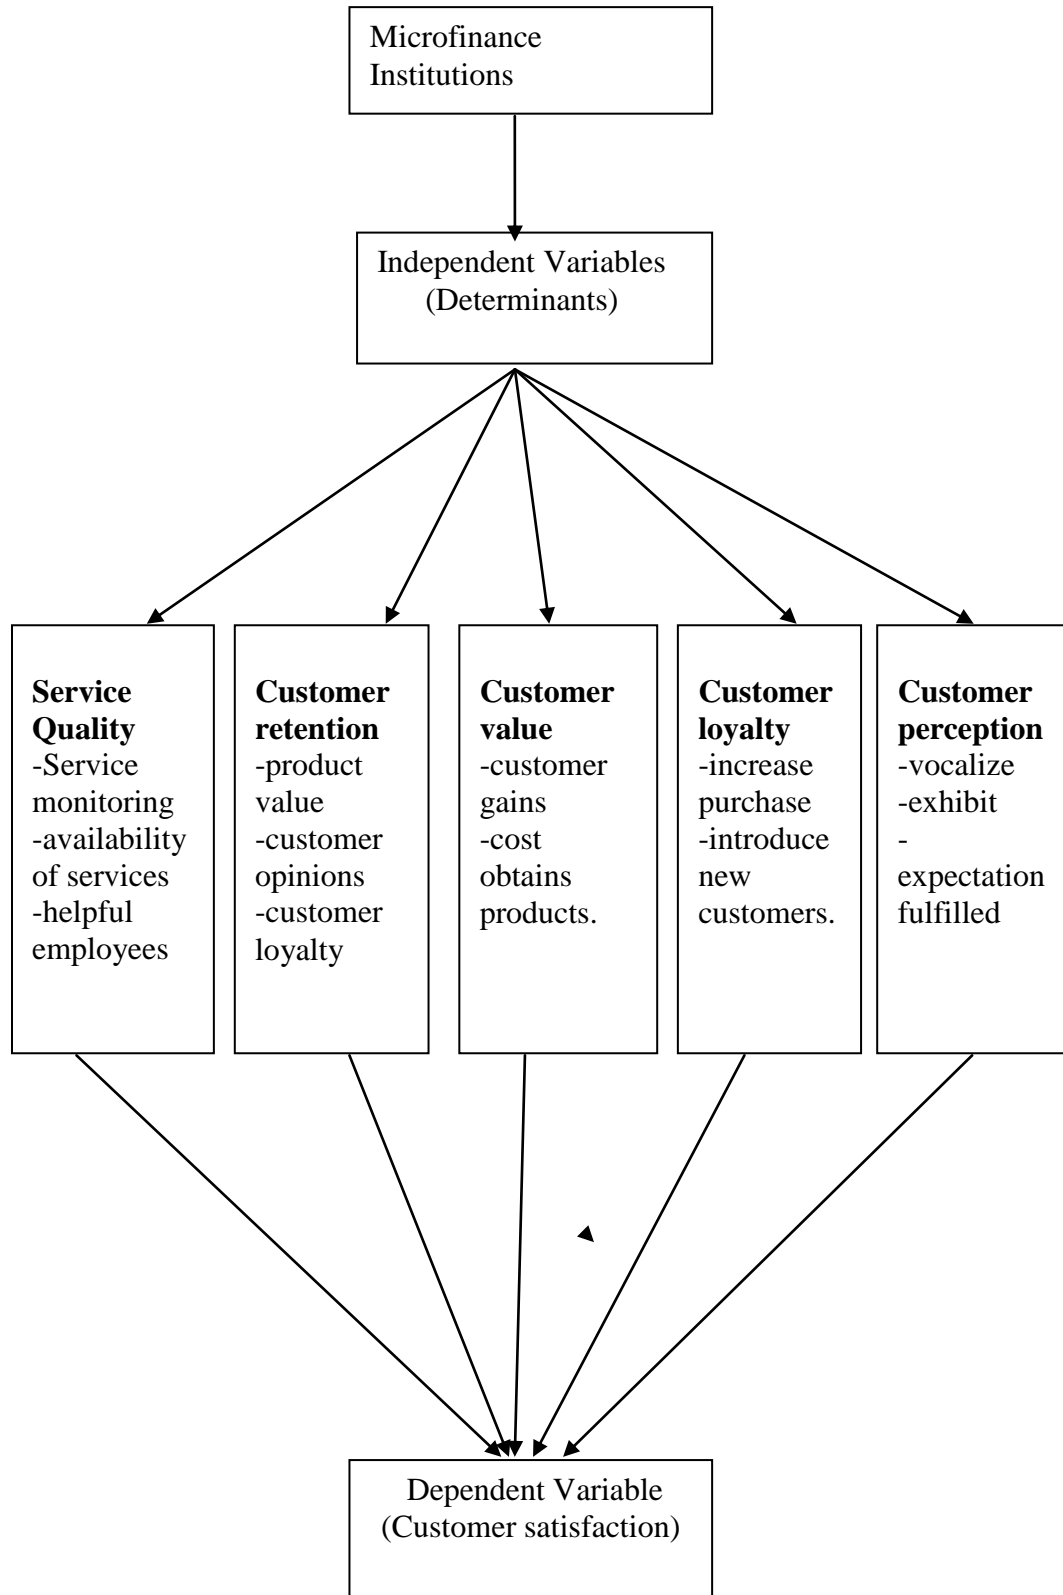 Microfinance
Institutions
Independent Variables
(Determinants)
Service
Quality
-Service
monitoring
-availability
of services
-helpful
employees
Customer
retention
-product
value
-customer
opinions
-customer
loyalty
Customer
value
-customer
gains
-cost
obtains
products.
Customer
loyalty
-increase
purchase
-introduce
new
customers.
Customer
perception
-vocalize
-exhibit
-
expectation
fulfilled
Dependent Variable
(Customer satisfaction)